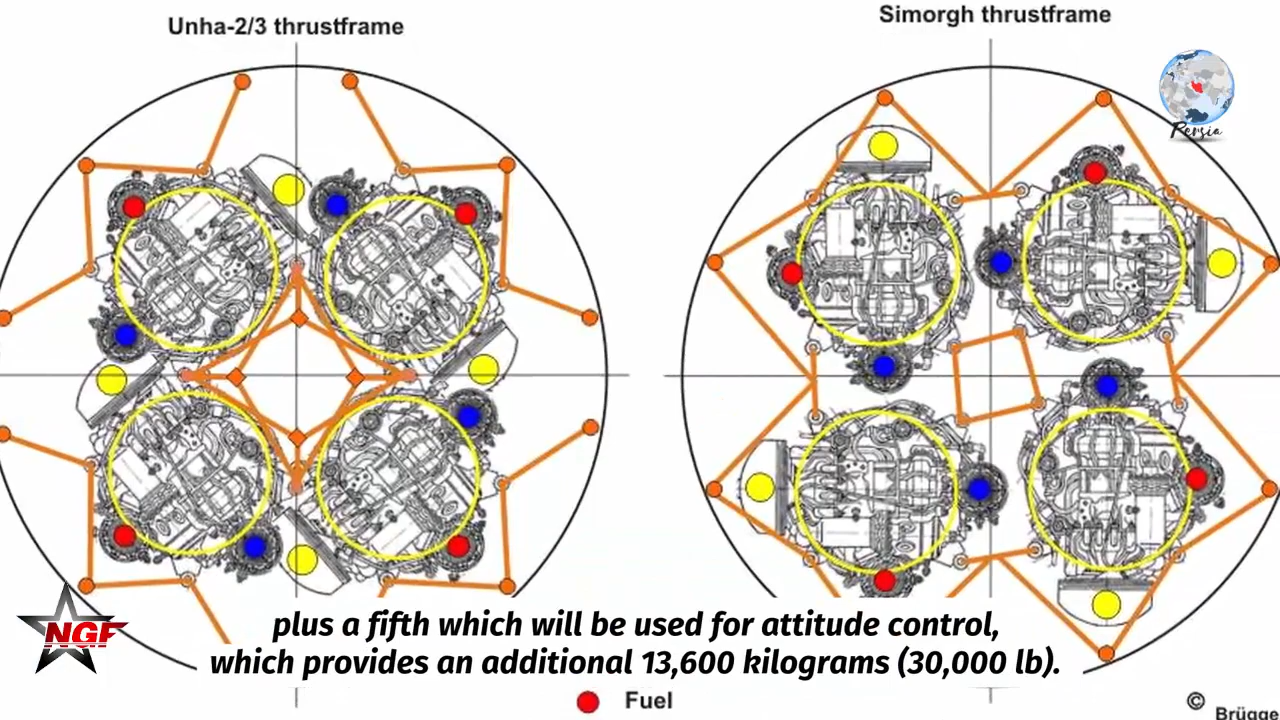 Unha-2/3 thrustframe
Simorgh thrustframe
Persia
NGF
plus a fifth which will be used for attitude control,
which provides an additional 13,600 kilograms (30,000 lb).
Fuel
©
Brügge